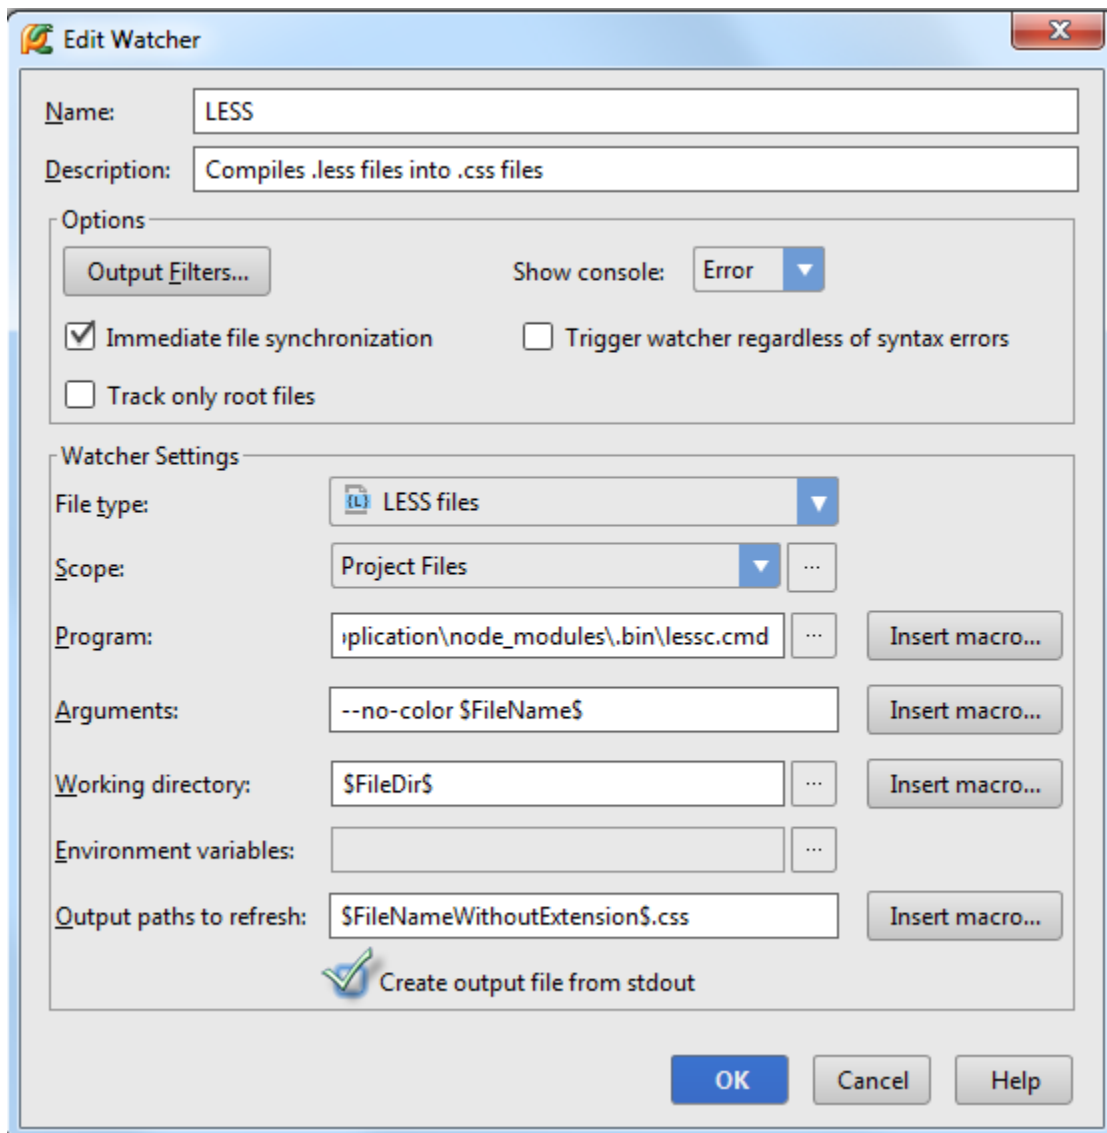 Edit Watcher
Name: LESS
Description: Compiles .less files into .css files
Options
Output Filters... Show console: Error
Immediate file synchronization Trigger watcher regardless of syntax errors
Track only root files
Watcher Settings
File type: {L} LESS files
Scope: Project Files ...
Program: plication\node_modules\.bin\lessc.cmd ... Insert macro...
Arguments: --no-color $FileName$ Insert macro...
Working directory: $FileDir$ ... Insert macro...
Environment variables: ...
Output paths to refresh: $FileNameWithoutExtension$.css Insert macro...
Create output file from stdout
OK Cancel Help